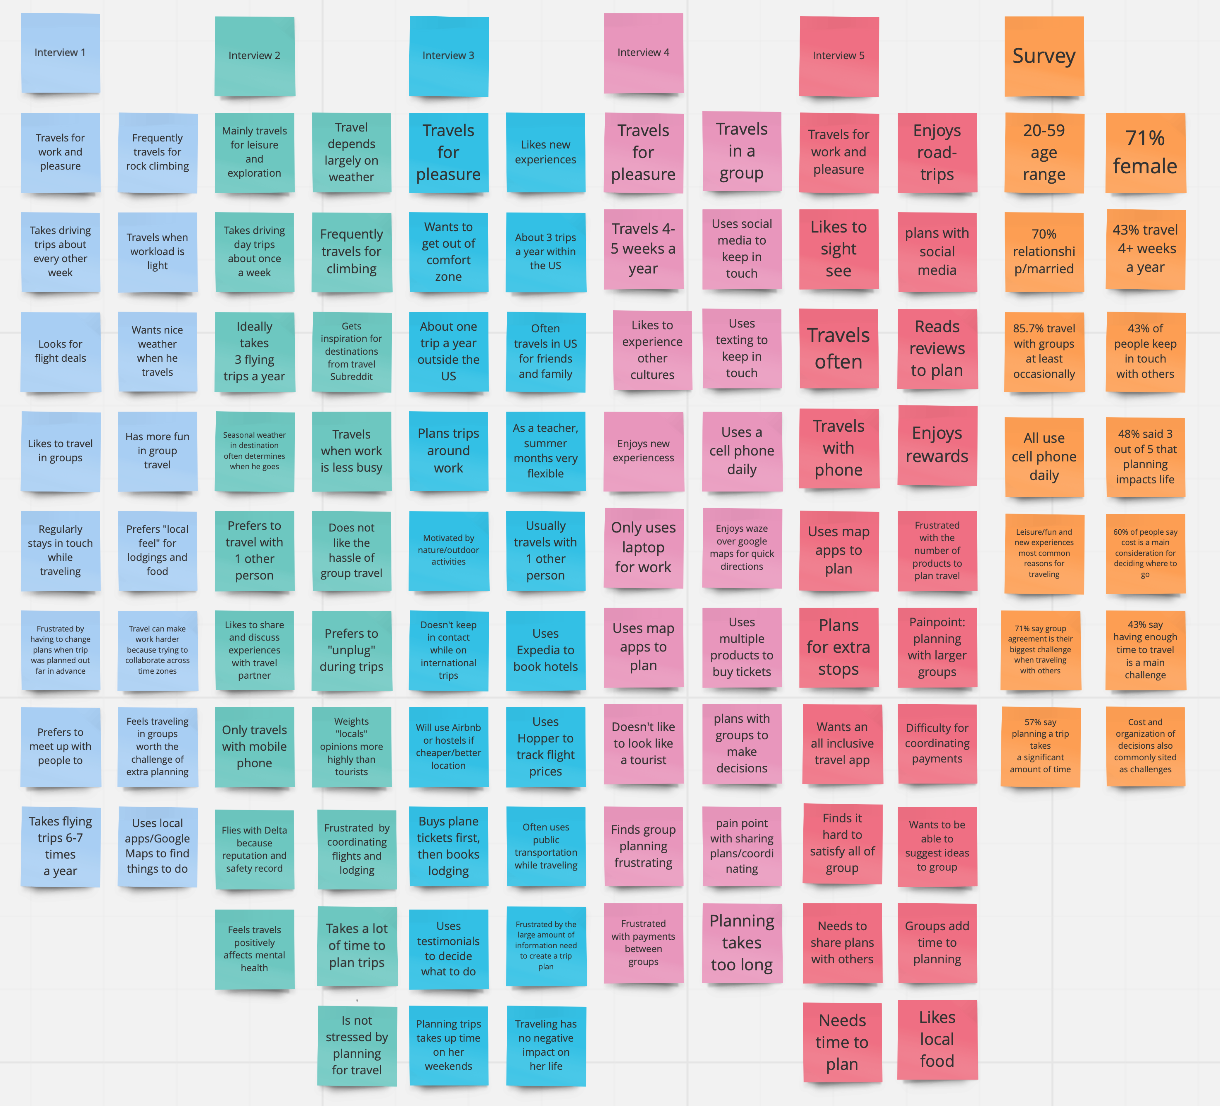 Interview 1
Travels for
work and
pleasure
Frequently
travels for
rock climbing
Takes driving
trips about
every other
week
Travels when
workload is
light
Looks for
flight deals
Wants nice
weather
when he
travels
Likes to travel
in groups
Has more fun
in group
travel
Regularly
stays in touch
while
traveling
Prefers "local
feel" for
lodgings and
food
Frustrated by
having to change
plans when trip
was planned out
far in advance
Travel can make
work harder
because trying to
collaborate across
time zones
Prefers to
meet up with
people to
Feels traveling
in groups
worth the
challenge of
extra planning
Takes flying
trips 6-7
times
a year
Uses local
apps/Google
Maps to find
things to do
Interview 2
Mainly travels
for leisure
and
exploration
Travel
depends
largely on
weather
Takes driving
day trips
about once
a week
Frequently
travels for
climbing
Ideally
takes
3 flying
trips a year
Gets
inspiration for
destinations
from travel
Subreddit
Seasonal weather
in destination
often determines
when he goes
Travels
when work
is less busy
Prefers to
travel with
1 other
person
Does not
like the
hassle of
group travel
Likes to share
and discuss
experiences
with travel
partner
Prefers to
"unplug"
during trips
Only travels
with mobile
phone
Weights
"locals"
opinions more
highly than
tourists
Flies with Delta
because
reputation and
safety record
Frustrated by
coordinating
flights and
lodging
Feels travels
positively
affects mental
health
Takes a lot
of time to
plan trips
Is not
stressed by
planning
for travel
Interview 3
Travels
for
pleasure
Likes new
experiences
Wants to
get out of
comfort
zone
About 3 trips
a year within
the US
About one
trip a year
outside the
US
Often
travels in US
for friends
and family
Plans trips
around
work
As a teacher,
summer
months very
flexible
Motivated by
nature/outdoor
activities
Usually
travels with
1 other
person
Doesn't keep
in contact
while on
international
trips
Uses
Expedia to
book hotels
Will use Airbnb
or hostels if
cheaper/better
location
Uses
Hopper to
track flight
prices
Buys plane
tickets first,
then books
lodging
Often uses
public
transportation
while traveling
Uses
testimonials
to decide
what to do
Frustrated by the
large amount of
information need
to create a trip
plan
Planning trips
takes up time
on her
weekends
Traveling has
no negative
impact on
her life
Interview 4
Travels
for
pleasure
Travels
in a
group
Travels 4-
5 weeks a
year
Uses social
media to
keep in
touch
Likes to
experience
other
cultures
Uses
texting to
keep in
touch
Enjoys new
experiencess
Uses a
cell phone
daily
Only uses
laptop
for work
Enjoys waze
over google
maps for quick
directions
Uses map
apps to
plan
Uses
multiple
products to
buy tickets
Doesn't like
to look like
a tourist
plans with
groups to
make
decisions
Finds group
planning
frustrating
pain point
with sharing
plans/coordi
nating
Frustrated
with payments
between
groups
Planning
takes
too long
Interview 5
Travels for
work and
pleasure
Enjoys
road-
trips
Likes to
sight
see
plans with
social
media
Travels
often
Reads
reviews
to plan
Travels
with
phone
Enjoys
rewards
Uses map
apps to
plan
Frustrated
with the
number of
products to
plan travel
Plans
for extra
stops
Painpoint:
planning
with larger
groups
Wants an
all inclusive
travel app
Difficulty for
coordinating
payments
Finds it
hard to
satisfy all of
group
Wants to be
able to
suggest ideas
to group
Needs to
share plans
with others
Groups add
time to
planning
Needs
time to
plan
Likes
local
food
Survey
20-59
age
range
71%
female
70%
relationshi
p/married
43% travel
4+ weeks
a year
85.7% travel
with groups
at least
occasionally
43% of
people keep
in touch
with others
All use
cell phone
daily
48% said 3
out of 5 that
planning
impacts life
Leisure/fun and
new experiences
most common
reasons for
traveling
60% of people say
cost is a main
consideration for
deciding where to
go
71% say group
agreement is their
biggest challenge
when traveling
with others
43% say
having enough
time to travel
is a main
challenge
57% say
planning a trip
takes
a significant
amount of time
Cost and
organization of
decisions also
commonly sited
as challenges